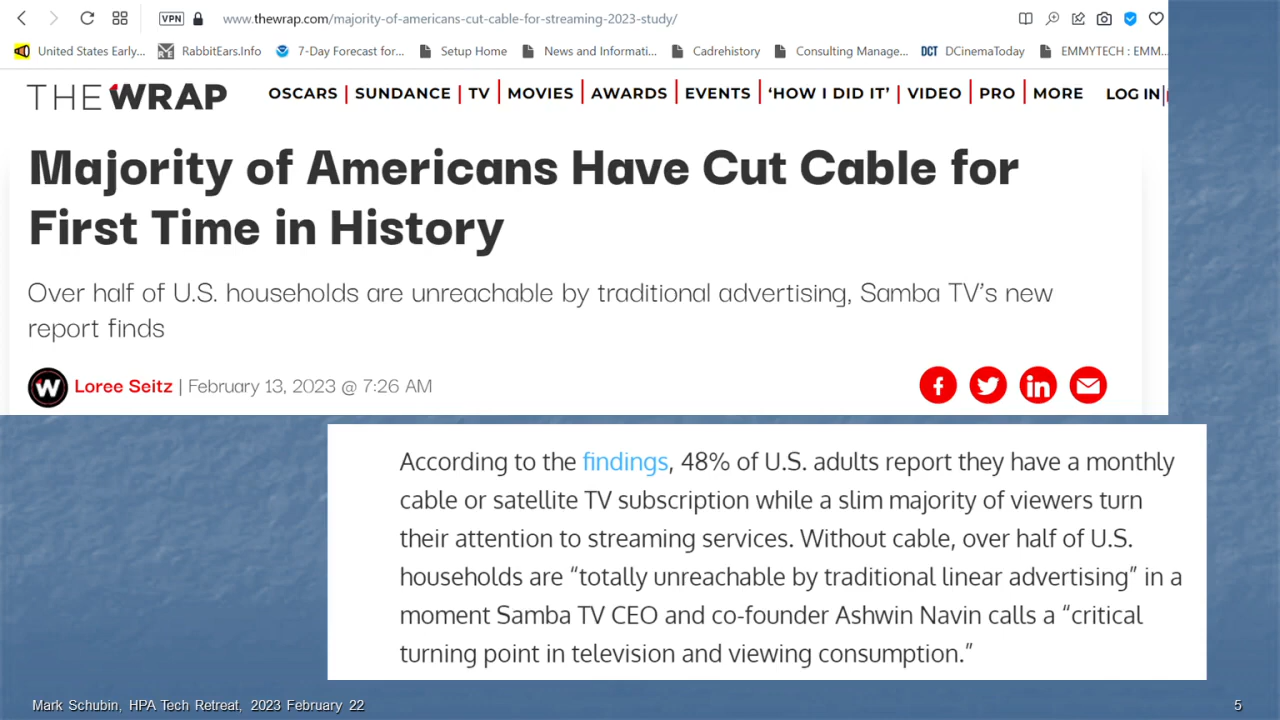 VPN www.thewrap.com/majority-of-americans-cut-cable-for-streaming-2023-study/
United States Early... RabbitEars.Info 7-Day Forecast for... Setup Home News and Informati... Cadrehistory Consulting Manage... DCT DCinemaToday EMMYTECH : EMM...
THE WRAP OSCARS | SUNDANCE | TV | MOVIES | AWARDS | EVENTS | ‘HOW I DID IT’ | VIDEO | PRO | MORE LOG IN
Majority of Americans Have Cut Cable for
First Time in History
Over half of U.S. households are unreachable by traditional advertising, Samba TV’s new
report finds
W Loree Seitz | February 13, 2023 @ 7:26 AM
According to the findings, 48% of U.S. adults report they have a monthly
cable or satellite TV subscription while a slim majority of viewers turn
their attention to streaming services. Without cable, over half of U.S.
households are “totally unreachable by traditional linear advertising” in a
moment Samba TV CEO and co-founder Ashwin Navin calls a “critical
turning point in television and viewing consumption.”
Mark Schubin, HPA Tech Retreat, 2023 February 22 5